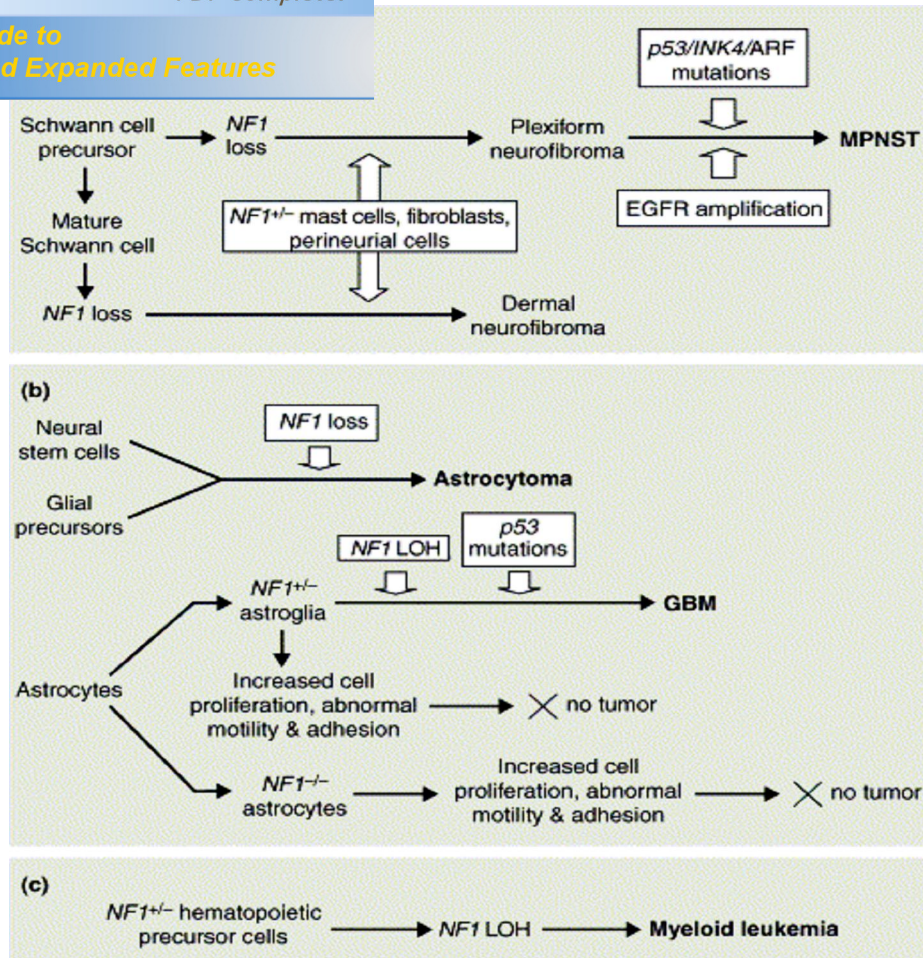 PDF Complete.
de to
d Expanded Features
p53/INK4/ARF
mutations
Schwann cell
precursor
NF1
loss
Plexiform
neurofibroma
MPNST
NF1+/– mast cells, fibroblasts,
perineurial cells
EGFR amplification
Mature
Schwann cell
NF1 loss
Dermal
neurofibroma
(b)
Neural
stem cells
NF1 loss
Astrocytoma
Glial
precursors
NF1 LOH
p53
mutations
NF1+/–
astroglia
GBM
Astrocytes
Increased cell
proliferation, abnormal
motility & adhesion
no tumor
NF1–/–
astrocytes
Increased cell
proliferation, abnormal
motility & adhesion
no tumor
(c)
NF1+/– hematopoietic
precursor cells
NF1 LOH
Myeloid leukemia